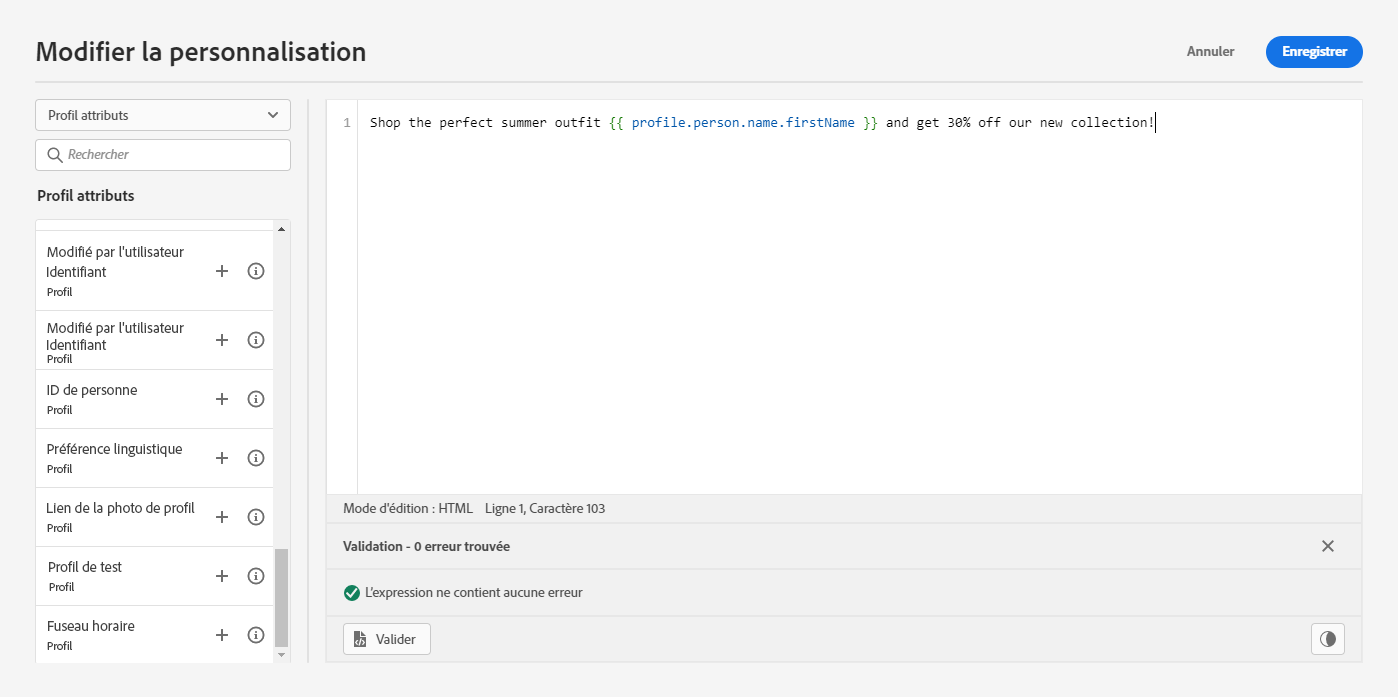 Modifier la personnalisation
Annuler
Enregistrer
Profil attributs
Rechercher
Profil attributs
Modifié par l'utilisateur
Identifiant
Profil
Modifié par l'utilisateur
Identifiant
Profil
ID de personne
Profil
Préférence linguistique
Profil
Lien de la photo de profil
Profil
Profil de test
Profil
Fuseau horaire
Profil
1 Shop the perfect summer outfit {{ profile.person.name.firstName }} and get 30% off our new collection!
Mode d'édition : HTML Ligne 1, Caractère 103
Validation - 0 erreur trouvée
L'expression ne contient aucune erreur
Valider